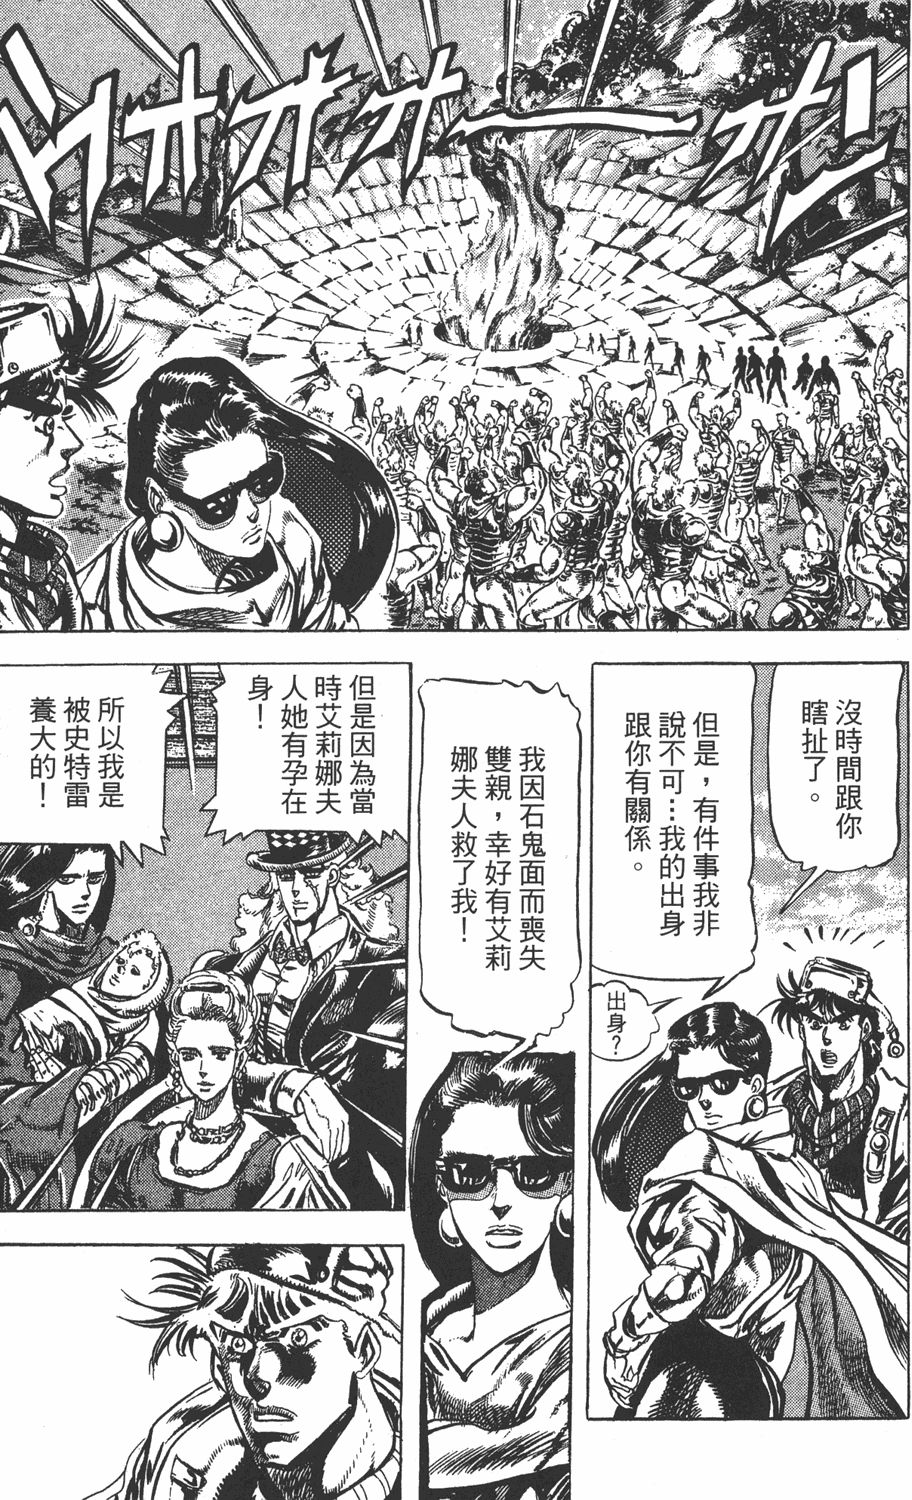 ドウオオオーオン
沒時間跟你
瞎扯了。
但是，有件事我非
說不可…我的出身
跟你有關係。
出身？
我因石鬼面而喪失
雙親，幸好有艾莉
娜夫人救了我！
但是因為當
時艾莉娜夫
人她有孕在
身！
所以我是
被史特雷
養大的！